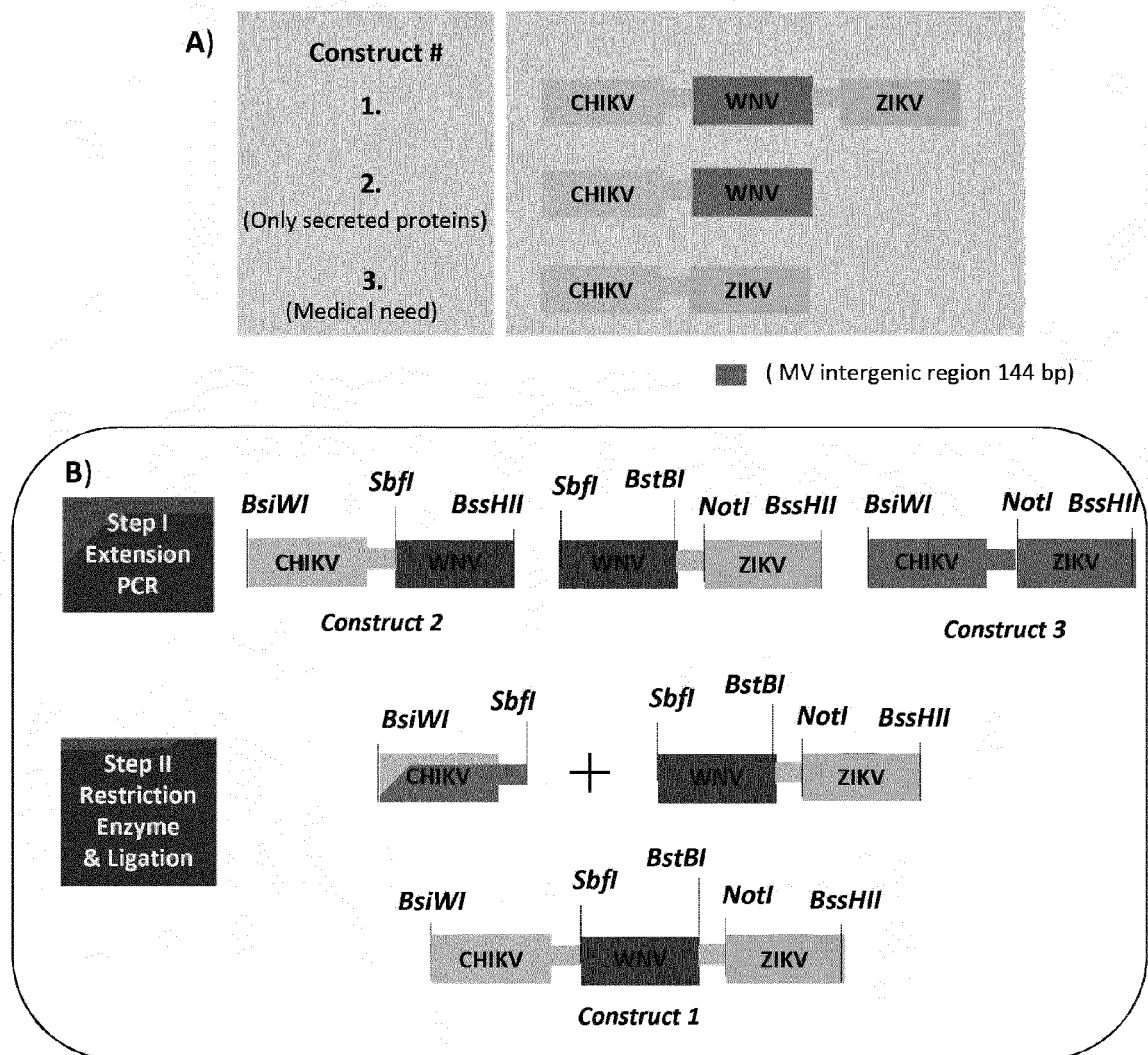 A)
Construct #
1.
CHIKV WNV ZIKV
2.
(Only secreted proteins)
CHIKV WNV
3.
(Medical need)
CHIKV ZIKV
( MV intergenic region 144 bp)
B)
Step I
Extension
PCR
BsiWI SbfI BssHII
CHIKV WNV
Construct 2
SbfI BstBI NotI BssHII
WNV ZIKV
BsiWI NotI BssHII
CHIKV ZIKV
Construct 3
Step II
Restriction
Enzyme
& Ligation
BsiWI SbfI
CHIKV
+
SbfI BstBI NotI BssHII
WNV ZIKV
BsiWI SbfI BstBI NotI BssHII
CHIKV WNV ZIKV
Construct 1